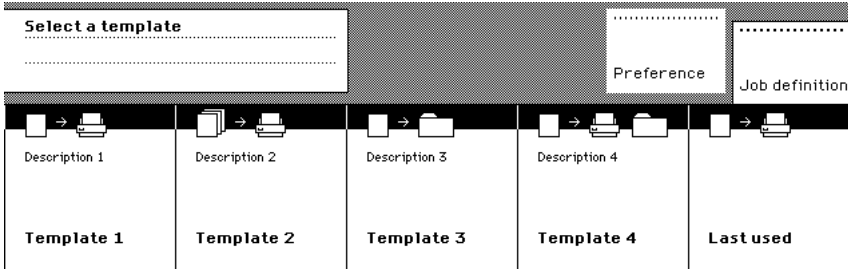 Select a template
Preference
Job definition
Description 1
Description 2
Description 3
Description 4
Template 1
Template 2
Template 3
Template 4
Last used